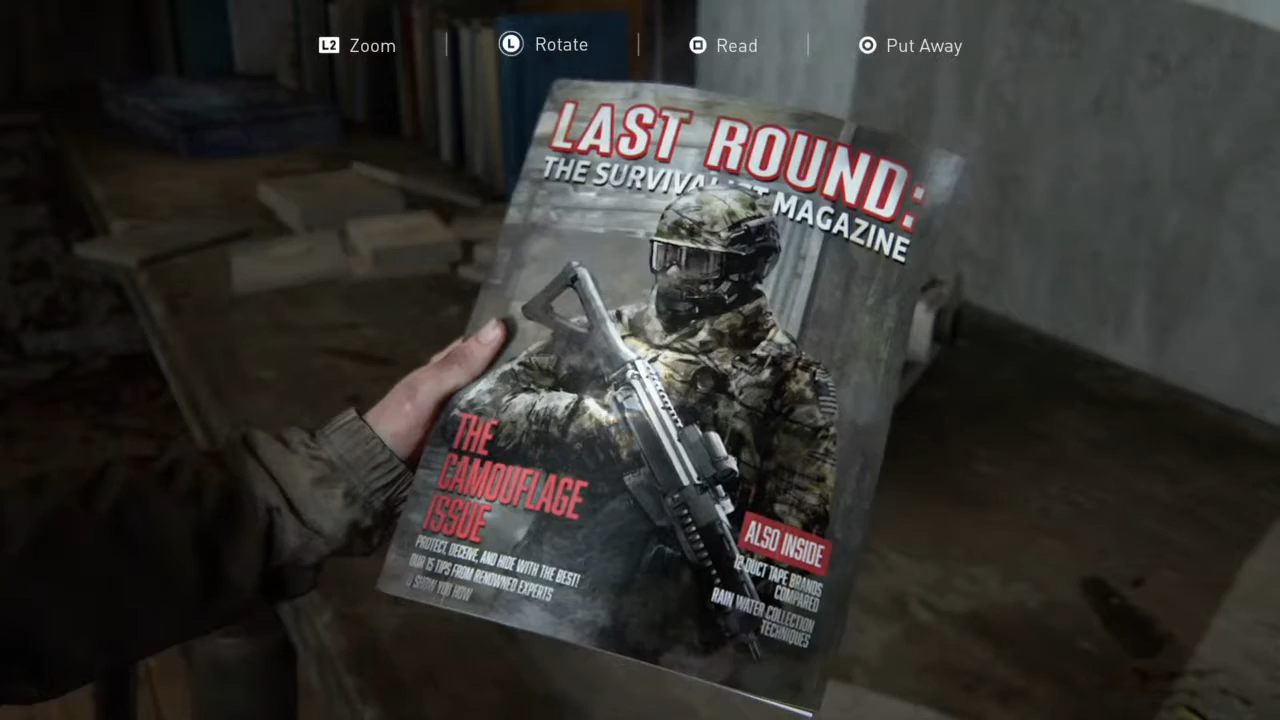 L2 Zoom
L Rotate
Read
Put Away
LAST ROUND:
THE SURVIVALIST MAGAZINE
THE
CAMOUFLAGE
ISSUE
PROTECT, DECEIVE, AND HIDE WITH THE BEST!
OUR 15 TIPS FROM RENOWNED EXPERTS
SHOW YOU HOW
ALSO INSIDE
DUCT TAPE BRANDS
COMPARED
RAIN WATER COLLECTION
TECHNIQUES